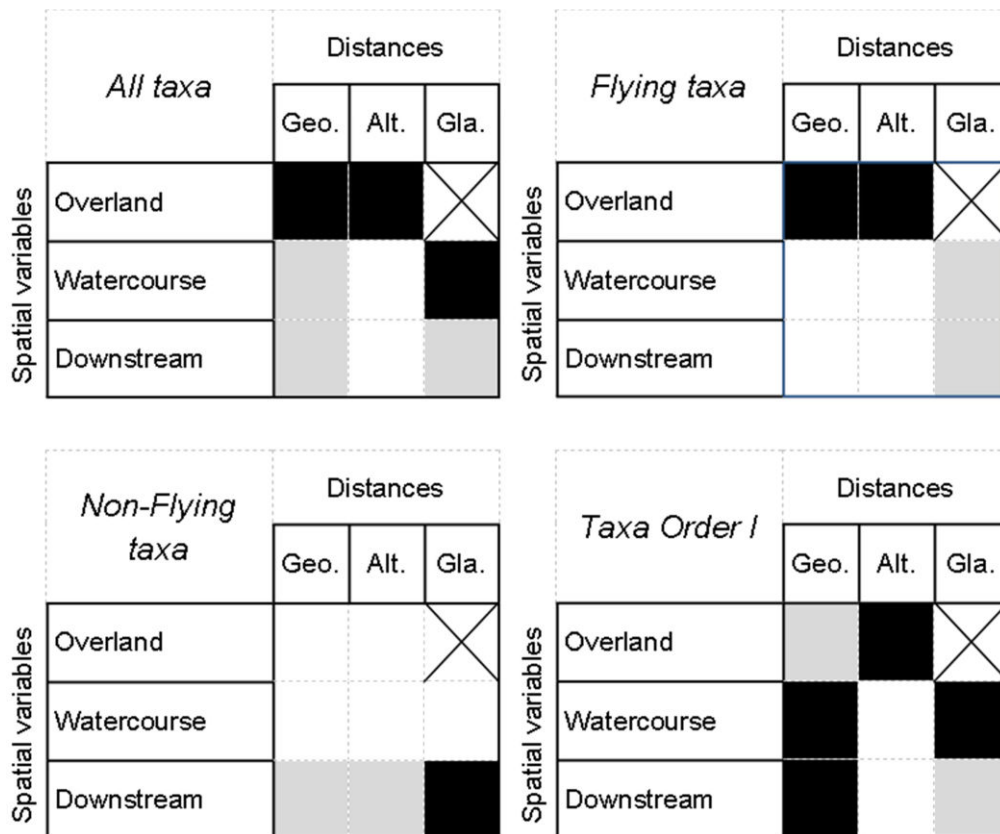 All taxa
Distances
Geo. Alt. Gla.
Spatial variables
Overland
Watercourse
Downstream
Flying taxa
Distances
Geo. Alt. Gla.
Spatial variables
Overland
Watercourse
Downstream
Non-Flying
taxa
Distances
Geo. Alt. Gla.
Spatial variables
Overland
Watercourse
Downstream
Taxa Order I
Distances
Geo. Alt. Gla.
Spatial variables
Overland
Watercourse
Downstream